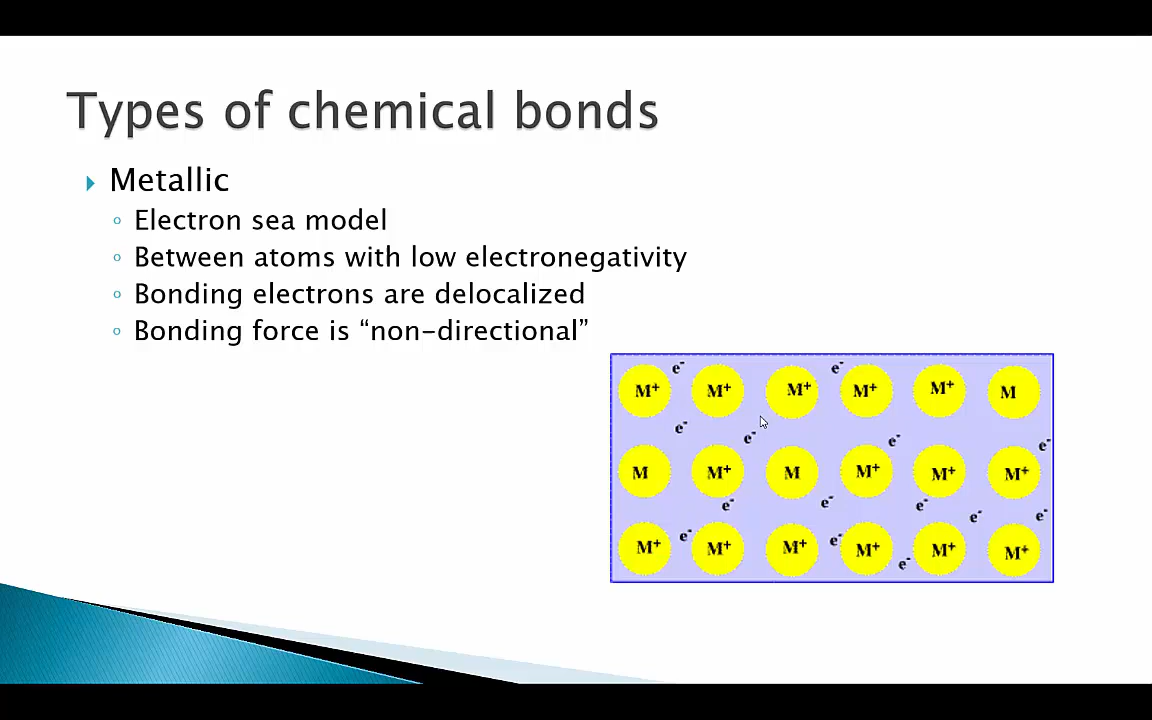 Types of chemical bonds
Metallic
Electron sea model
Between atoms with low electronegativity
Bonding electrons are delocalized
Bonding force is “non-directional”
e⁻ e⁻
M⁺ M⁺ M⁺ M⁺ M⁺ M
e⁻ e⁻ e⁻ e⁻
M M⁺ M M⁺ M⁺ M⁺
e⁻ e⁻ e⁻ e⁻ e⁻
e⁻ e⁻
M⁺ M⁺ M⁺ M⁺ M⁺ M⁺
e⁻